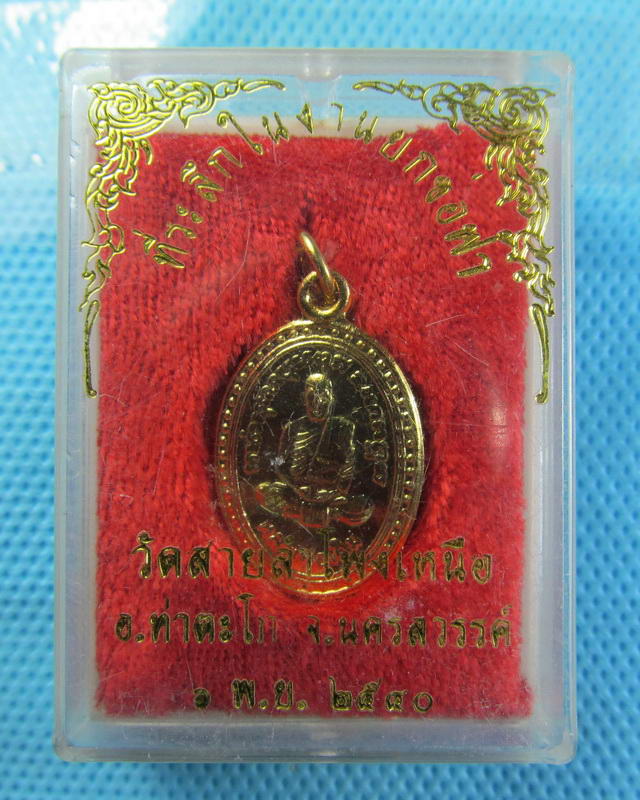 ที่ระลึกในงานยกช่อฟ้า
วัดสายลำโพงเหนือ
อ.ท่าตะโก จ.นครสวรรค์
๑ พ.ย. ๒๕๔๐